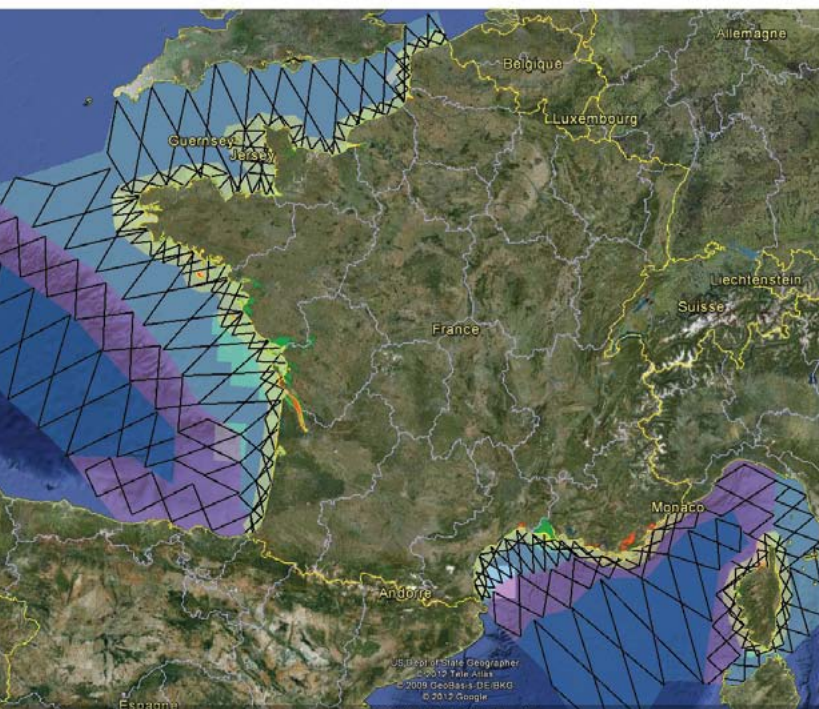 Allemagne
Belgique
Luxembourg
Guernsey
Jersey
Liechtenstein
Suisse
France
Monaco
Andorre
US Dept of State Geographer
© 2012 Tele Atlas
© 2009 GeoBasis-DE/BKG
© 2012 Google
Espagne